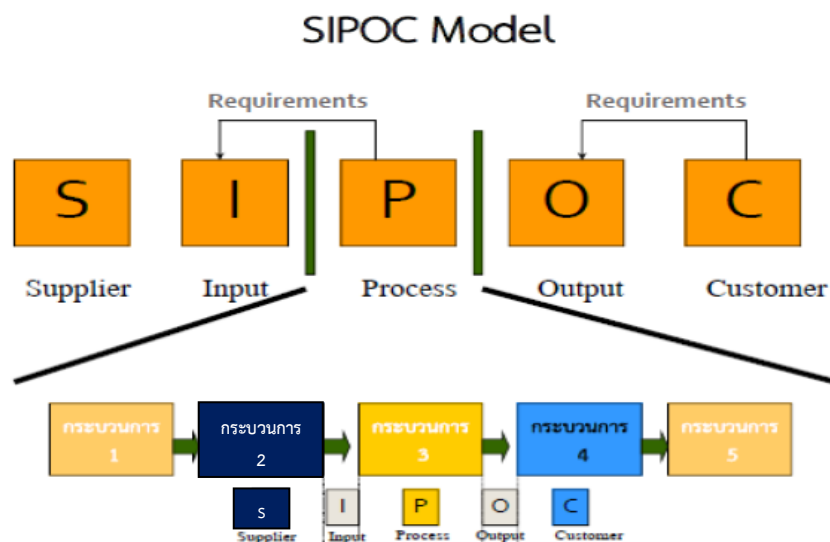 SIPOC Model
Requirements Requirements
S I P O C
Supplier Input Process Output Customer
กระบวนการ กระบวนการ กระบวนการ กระบวนการ กระบวนการ
1 2 3 4 5
S I P O C
Supplier Input Process Output Customer